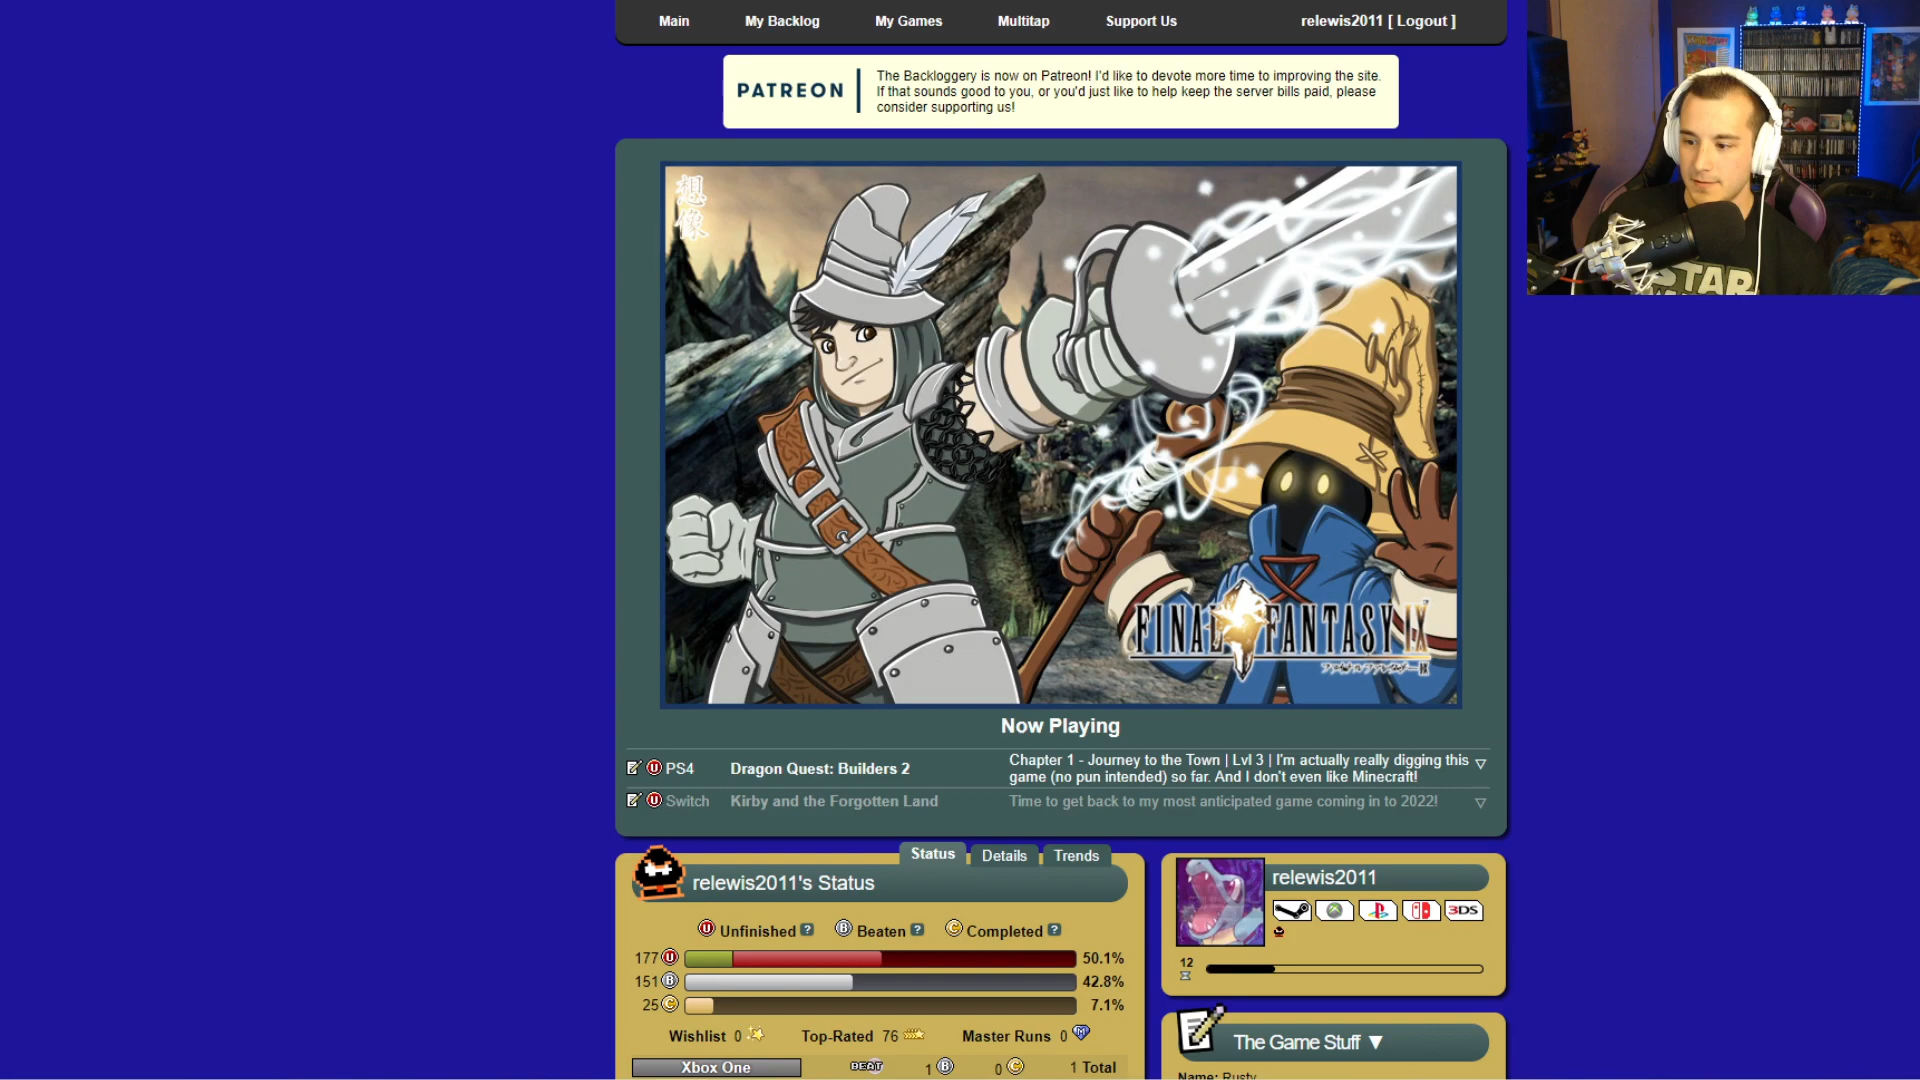 Main My Backlog My Games Multitap Support Us relewis2011 [ Logout ]
PATREON
The Backloggery is now on Patreon! I'd like to devote more time to improving the site.
If that sounds good to you, or you'd just like to help keep the server bills paid, please
consider supporting us!
想
像
FINAL FANTASY IX
STAR
Now Playing
U PS4 Dragon Quest: Builders 2
Chapter 1 - Journey to the Town | Lvl 3 | I'm actually really digging this
game (no pun intended) so far. And I don't even like Minecraft!
U Switch Kirby and the Forgotten Land Time to get back to my most anticipated game coming in to 2022!
Status Details Trends
relewis2011's Status
U Unfinished ? B Beaten ? C Completed ?
177 U 50.1%
151 B 42.8%
25 C 7.1%
Wishlist 0 Top-Rated 76 Master Runs 0 M
Xbox One BEAT 1 B 0 C 1 Total
relewis2011
3DS
12
The Game Stuff ▼
Name: Rusty